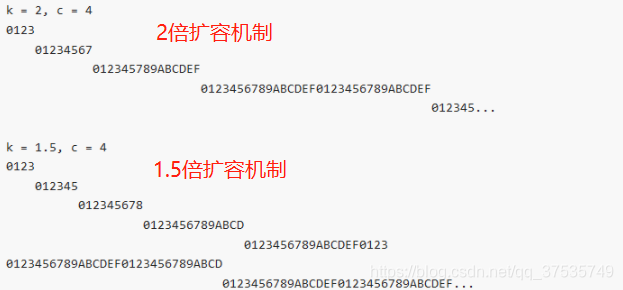 k = 2, c = 4
2倍扩容机制
0123
01234567
012345789ABCDEF
0123456789ABCDEF0123456789ABCDEF
012345...
k = 1.5, c = 4
1.5倍扩容机制
0123
012345
012345678
0123456789ABCD
0123456789ABCDEF0123
0123456789ABCDEF0123456789ABCD
0123456789ABCDEF0123456789ABCDEF...
https://blog.csdn.net/qq_37535749